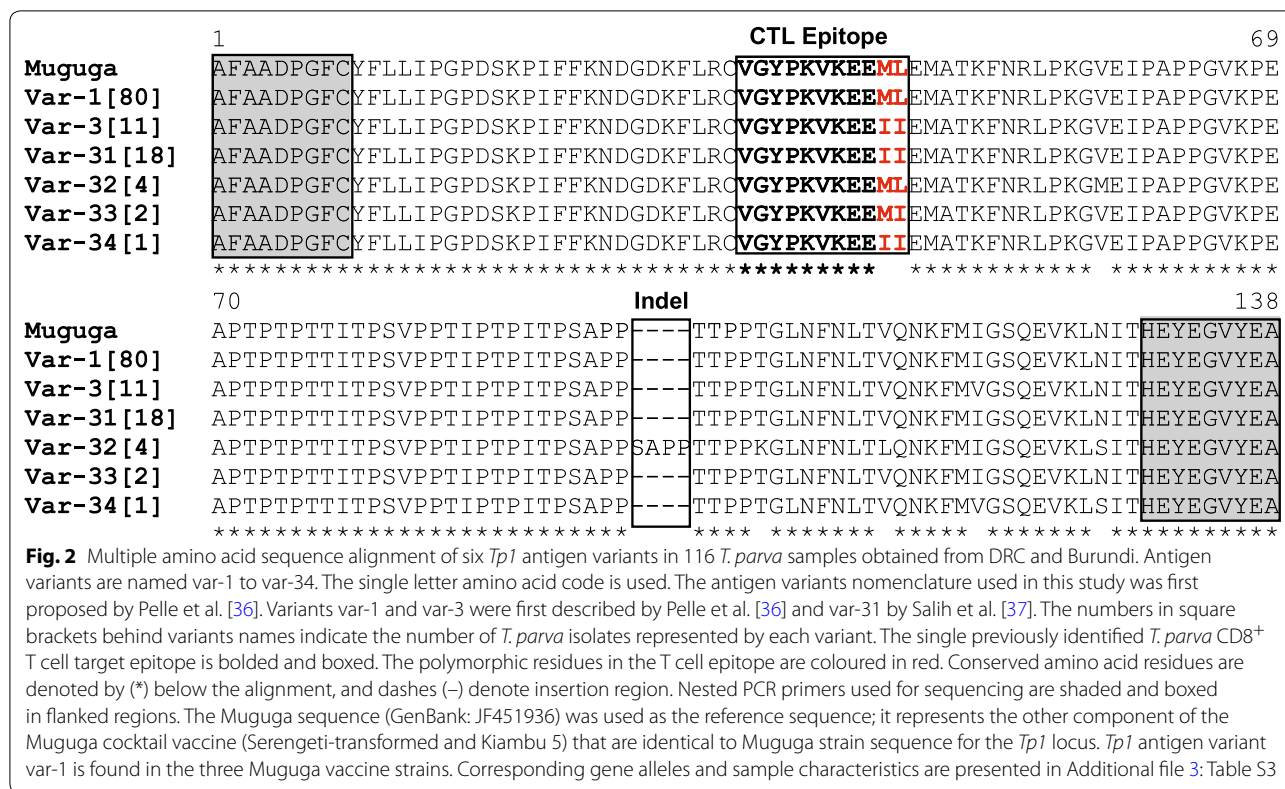 1 CTL Epitope 69
Muguga AFAADPGFCYFLLIPGPDSKPIFFKNDGDKFLRCVGYPKVKEEMLEMATKFNRLPKGVEIPAPPGVKPE
Var-1[80] AFAADPGFCYFLLIPGPDSKPIFFKNDGDKFLRCVGYPKVKEEMLEMATKFNRLPKGVEIPAPPGVKPE
Var-3[11] AFAADPGFCYFLLIPGPDSKPIFFKNDGDKFLRCVGYPKVKEEIIEMATKFNRLPKGVEIPAPPGVKPE
Var-31[18] AFAADPGFCYFLLIPGPDSKPIFFKNDGDKFLRCVGYPKVKEEIIEMATKFNRLPKGVEIPAPPGVKPE
Var-32[4] AFAADPGFCYFLLIPGPDSKPIFFKNDGDKFLRCVGYPKVKEEMLEMATKFNRLPKGMEIPAPPGVKPE
Var-33[2] AFAADPGFCYFLLIPGPDSKPIFFKNDGDKFLRCVGYPKVKEEMIEMATKFNRLPKGVEIPAPPGVKPE
Var-34[1] AFAADPGFCYFLLIPGPDSKPIFFKNDGDKFLRCVGYPKVKEEIIEMATKFNRLPKGVEIPAPPGVKPE
*******************************************  ************ ***********
70 Indel 138
Muguga APTPTPTTITPSVPPTIPTPITPSAPP----TTPPTGLNFNLTVQNKFMIGSQEVKLNITHEYEGVYEA
Var-1[80] APTPTPTTITPSVPPTIPTPITPSAPP----TTPPTGLNFNLTVQNKFMIGSQEVKLNITHEYEGVYEA
Var-3[11] APTPTPTTITPSVPPTIPTPITPSAPP----TTPPTGLNFNLTVQNKFMVGSQEVKLNITHEYEGVYEA
Var-31[18] APTPTPTTITPSVPPTIPTPITPSAPP----TTPPTGLNFNLTVQNKFMIGSQEVKLNITHEYEGVYEA
Var-32[4] APTPTPTTITPSVPPTIPTPITPSAPPSAPPTTPPKGLNFNLTLQNKFMIGSQEVKLSITHEYEGVYEA
Var-33[2] APTPTPTTITPSVPPTIPTPITPSAPP----TTPPTGLNFNLTVQNKFMIGSQEVKLNITHEYEGVYEA
Var-34[1] APTPTPTTITPSVPPTIPTPITPSAPP----TTPPTGLNFNLTVQNKFMVGSQEVKLSITHEYEGVYEA
***************************    **** ******* ***** ******* ***********
Fig. 2 Multiple amino acid sequence alignment of six Tp1 antigen variants in 116 T. parva samples obtained from DRC and Burundi. Antigen
variants are named var-1 to var-34. The single letter amino acid code is used. The antigen variants nomenclature used in this study was first
proposed by Pelle et al. [36]. Variants var-1 and var-3 were first described by Pelle et al. [36] and var-31 by Salih et al. [37]. The numbers in square
brackets behind variants names indicate the number of T. parva isolates represented by each variant. The single previously identified T. parva CD8+
T cell target epitope is bolded and boxed. The polymorphic residues in the T cell epitope are coloured in red. Conserved amino acid residues are
denoted by (*) below the alignment, and dashes (–) denote insertion region. Nested PCR primers used for sequencing are shaded and boxed
in flanked regions. The Muguga sequence (GenBank: JF451936) was used as the reference sequence; it represents the other component of the
Muguga cocktail vaccine (Serengeti-transformed and Kiambu 5) that are identical to Muguga strain sequence for the Tp1 locus. Tp1 antigen variant
var-1 is found in the three Muguga vaccine strains. Corresponding gene alleles and sample characteristics are presented in Additional file 3: Table S3